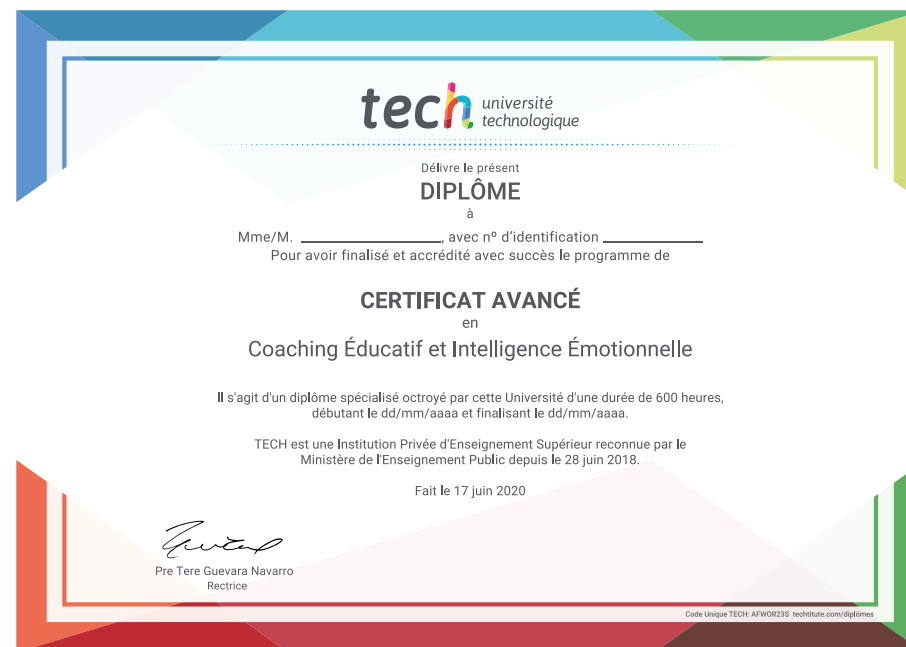 tech université
technologique
Délivre le présent
DIPLÔME
à
Mme/M. ____________________, avec nº d'identification ______________
Pour avoir finalisé et accrédité avec succès le programme de
CERTIFICAT AVANCÉ
en
Coaching Éducatif et Intelligence Émotionnelle
Il s'agit d'un diplôme spécialisé octroyé par cette Université d'une durée de 600 heures,
débutant le dd/mm/aaaa et finalisant le dd/mm/aaaa.
TECH est une Institution Privée d'Enseignement Supérieur reconnue par le
Ministère de l'Enseignement Public depuis le 28 juin 2018.
Fait le 17 juin 2020
Pre Tere Guevara Navarro
Rectrice
Code Unique TECH: AFWOR23S techtitute.com/diplômes